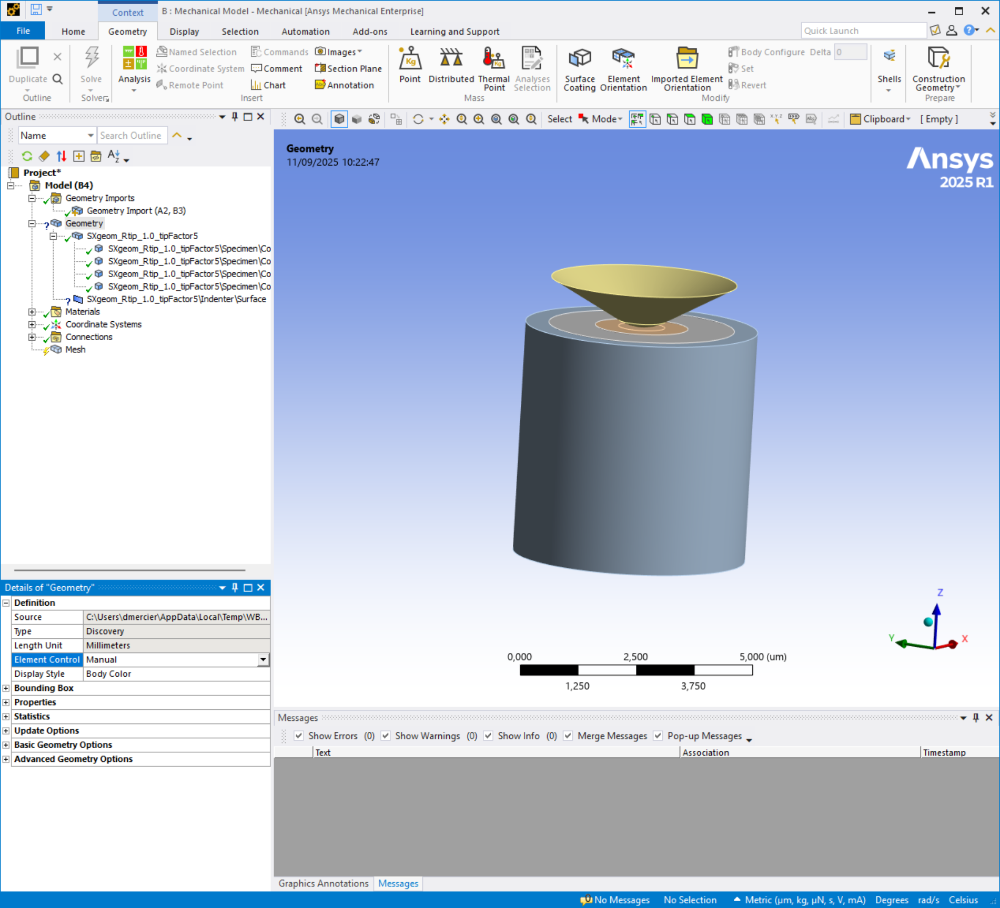 Context
B : Mechanical Model - Mechanical [Ansys Mechanical Enterprise]
File Home Geometry Display Selection Automation Add-ons Learning and Support
Quick Launch
Duplicate
Outline
Solve
Solver
Analysis
Named Selection
Coordinate System
Remote Point
Commands
Comment
Chart
Images
Section Plane
Annotation
Insert
Point
Distributed
Thermal Point
Analyses Selection
Mass
Surface Coating
Element Orientation
Imported Element Orientation
Body Configure Delta 0
Set
Revert
Modify
Shells
Construction Geometry
Prepare
Outline
Name
Search Outline
Select Mode Clipboard [ Empty ]
Project*
Model (B4)
Geometry Imports
Geometry Import (A2, B3)
Geometry
SXgeom_Rtip_1.0_tipFactor5
SXgeom_Rtip_1.0_tipFactor5\Specimen\Co
SXgeom_Rtip_1.0_tipFactor5\Specimen\Co
SXgeom_Rtip_1.0_tipFactor5\Specimen\Co
SXgeom_Rtip_1.0_tipFactor5\Specimen\Co
SXgeom_Rtip_1.0_tipFactor5\Indenter\Surface
Materials
Coordinate Systems
Connections
Mesh
Geometry
11/09/2025 10:22:47
Ansys
2025 R1
Z
Y
X
0,000 2,500 5,000 (um)
1,250 3,750
Details of "Geometry"
Definition
Source C:\Users\dmercier\AppData\Local\Temp\WB...
Type Discovery
Length Unit Millimeters
Element Control Manual
Display Style Body Color
Bounding Box
Properties
Statistics
Update Options
Basic Geometry Options
Advanced Geometry Options
Messages
Show Errors (0) Show Warnings (0) Show Info (0) Merge Messages Pop-up Messages
Text Association Timestamp
Graphics Annotations Messages
No Messages No Selection Metric (µm, kg, µN, s, V, mA) Degrees rad/s Celsius